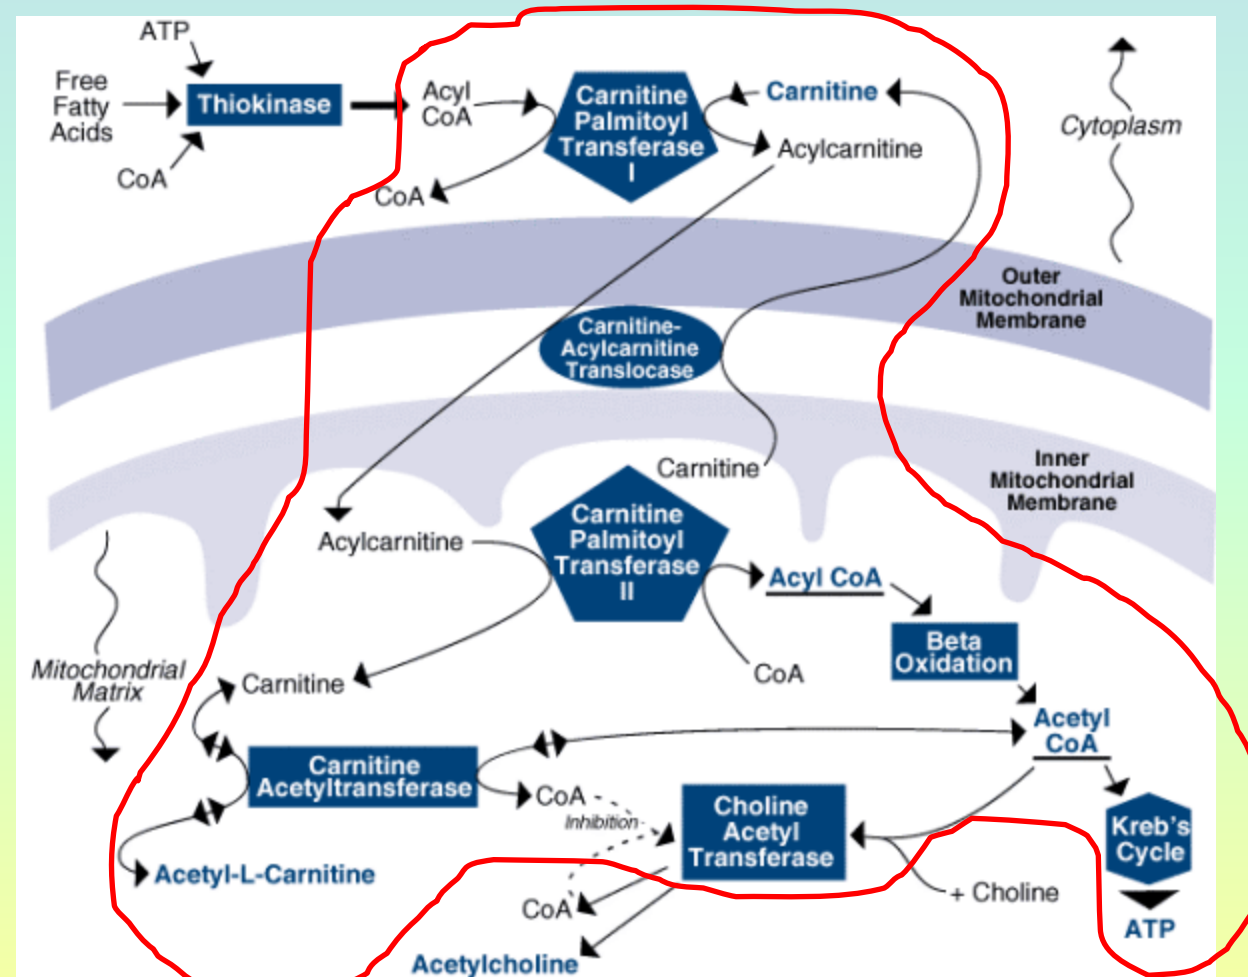 ATP
Free
Fatty
Acids
Thiokinase
CoA
Acyl
CoA
CoA
Carnitine
Palmitoyl
Transferase
I
Carnitine
Acylcarnitine
Cytoplasm
Outer
Mitochondrial
Membrane
Carnitine-
Acylcarnitine
Translocase
Inner
Mitochondrial
Membrane
Carnitine
Acylcarnitine
Carnitine
Palmitoyl
Transferase
II
Acyl CoA
Beta
Oxidation
CoA
Mitochondrial
Matrix
Carnitine
Acetyl
CoA
Carnitine
Acetyltransferase
CoA
Inhibition
Choline
Acetyl
Transferase
Kreb's
Cycle
Acetyl-L-Carnitine
CoA
+ Choline
ATP
Acetylcholine